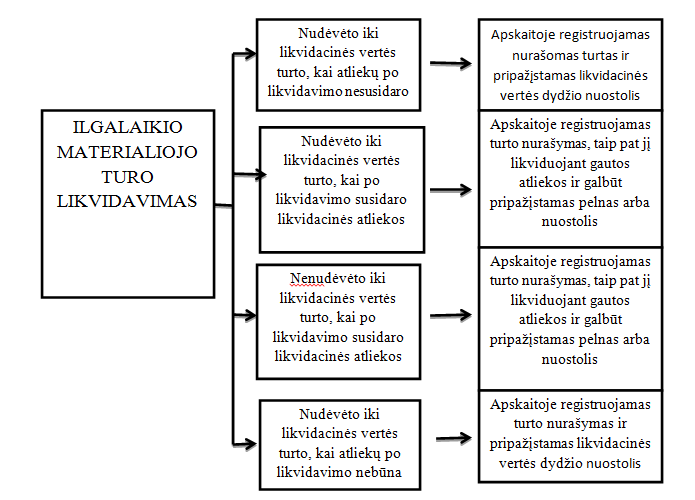 ILGALAIKIO
MATERIALIOJO
TURO
LIKVIDAVIMAS
Nudėvėto iki
likvidacinės vertės
turto, kai atliekų po
likvidavimo nesusidaro
Apskaitoje registruojamas
nurašomas turtas ir
pripažįstamas likvidacinės
vertės dydžio nuostolis
Nudėvėto iki
likvidacinės vertės
turto, kai po
likvidavimo susidaro
likvidacinės atliekos
Apskaitoje registruojamas
turto nurašymas, taip pat jį
likviduojant gautos
atliekos ir galbūt
pripažįstamas pelnas arba
nuostolis
Nenudėvėto iki
likvidacinės vertės
turto, kai po
likvidavimo susidaro
likvidacinės atliekos
Apskaitoje registruojamas
turto nurašymas, taip pat jį
likviduojant gautos
atliekos ir galbūt
pripažįstamas pelnas arba
nuostolis
Nudėvėto iki
likvidacinės vertės
turto, kai atliekų po
likvidavimo nebūna
Apskaitoje registruojamas
turto nurašymas ir
pripažįstamas likvidacinės
vertės dydžio nuostolis